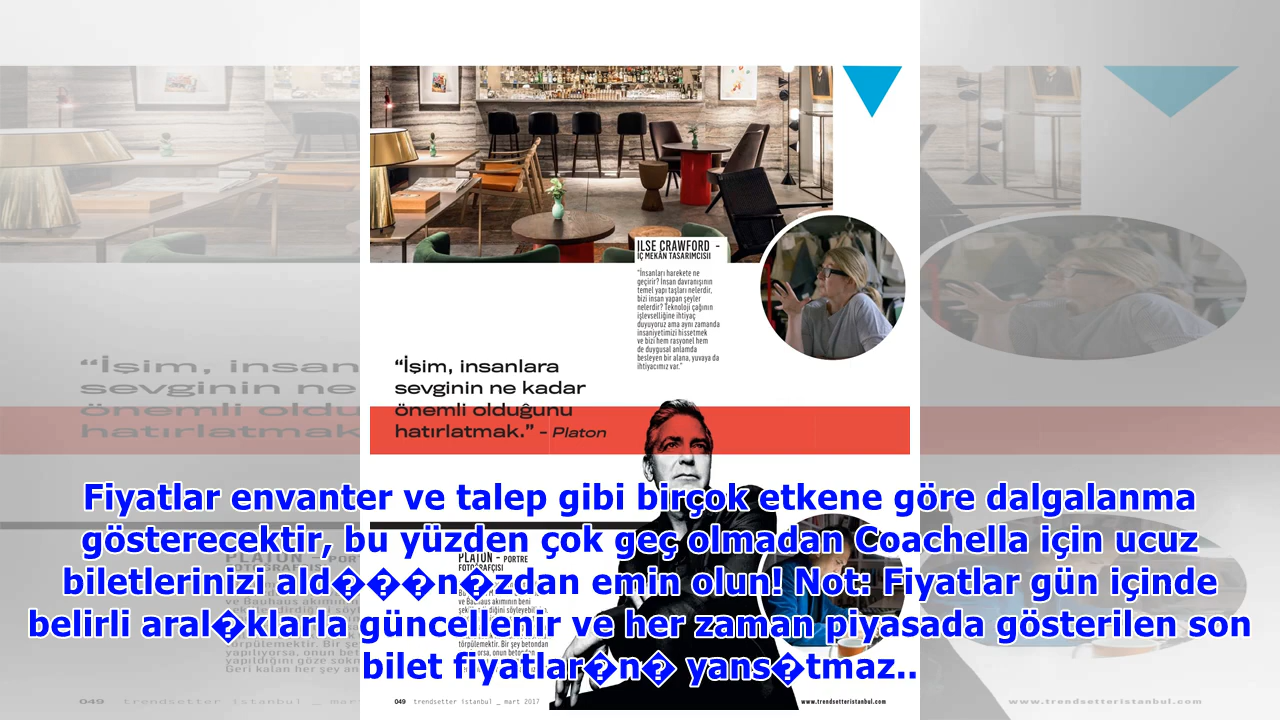 ILSE CRAWFORD -
İÇ MEKÂN TASARIMCISI
“İnsanları harekete ne
geçirir? İnsan davranışının
temel yapı taşları nelerdir,
bizi insan yapan şeyler
nelerdir? Teknoloji çağının
işlevselliğine ihtiyaç
duyuyoruz ama aynı zamanda
insaniyetimizi hissetmek
ve bizi hem rasyonel hem
de duygusal anlamda
besleyen bir alana, yuvaya da
ihtiyacımız var.”
“İşim, insanlara
sevginin ne kadar
önemli olduğunu
hatırlatmak.” - Platon
Fiyatlar envanter ve talep gibi birçok etkene göre dalgalanma
gösterecektir, bu yüzden çok geç olmadan Coachella için ucuz
biletlerinizi ald���n�zdan emin olun! Not: Fiyatlar gün içinde
belirli aral�klarla güncellenir ve her zaman piyasada gösterilen son
bilet fiyatlar�n� yans�tmaz..
PLATON - PORTRE
FOTOĞRAFÇISI
049 trendsetter istanbul _ mart 2017
www.trendsetteristanbul.com